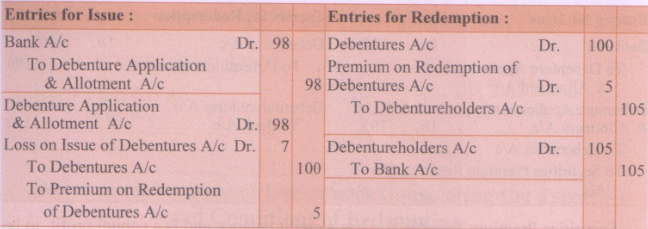 Entries for Issue :
Bank A/c Dr. 98
To Debenture Application
& Allotment A/c 98
Debenture Application
& Allotment A/c Dr. 98
Loss on Issue of Debentures A/c Dr. 7
To Debentures A/c 100
To Premium on Redemption
of Debentures A/c 5
Entries for Redemption :
Debentures A/c Dr. 100
Premium on Redemption of
Debentures A/c Dr. 5
To Debentureholders A/c 105
Debentureholders A/c Dr. 105
To Bank A/c 105